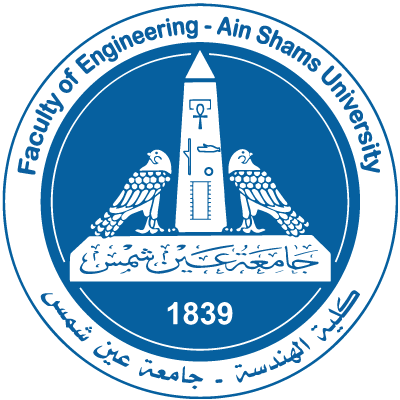 Faculty of Engineering - Ain Shams University
جامعة عين شمس
1839
كلية الهندسة - جامعة عين شمس